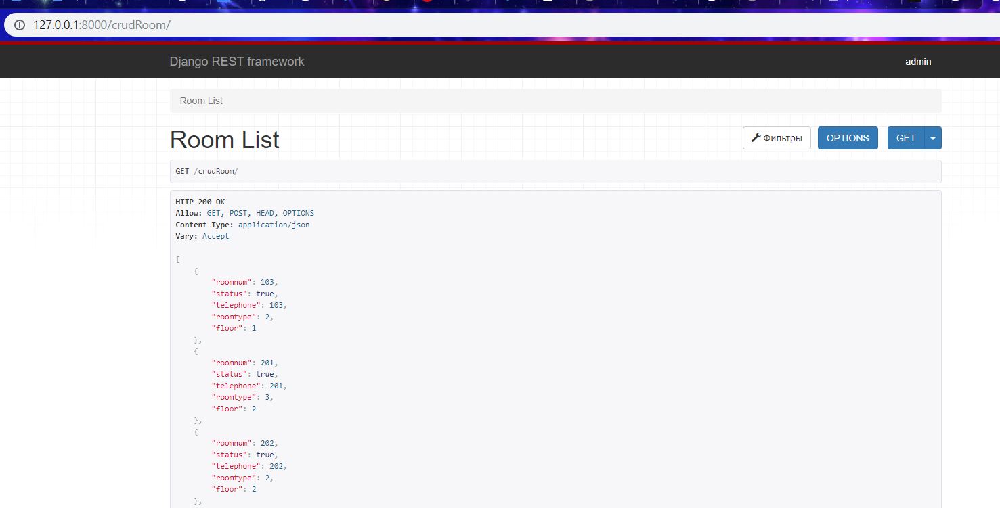 127.0.0.1:8000/crudRoom/
Django REST framework
admin
Room List
Room List
Фильтры
OPTIONS
GET
GET /crudRoom/
HTTP 200 OK
Allow: GET, POST, HEAD, OPTIONS
Content-Type: application/json
Vary: Accept
[
    {
        "roomnum": 103,
        "status": true,
        "telephone": 103,
        "roomtype": 2,
        "floor": 1
    },
    {
        "roomnum": 201,
        "status": true,
        "telephone": 201,
        "roomtype": 3,
        "floor": 2
    },
    {
        "roomnum": 202,
        "status": true,
        "telephone": 202,
        "roomtype": 2,
        "floor": 2
    },